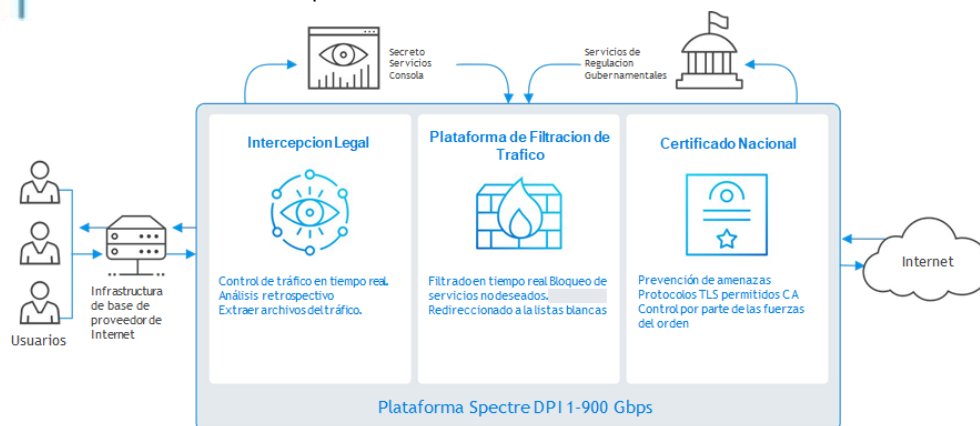 Secreto
Servicios
Consola
Servicios de
Regulacion
Gubernamentales
Intercepcion Legal
Control de tráfico en tiempo real.
Análisis retrospectivo
Extraer archivos del tráfico.
Plataforma de Filtracion de
Trafico
Filtrado en tiempo real Bloqueo de
servicios no deseados.
Redireccionado a la listas blancas
Certificado Nacional
Prevención de amenazas
Protocolos TLS permitidos CA
Control por parte de las fuerzas
del orden
Usuarios
Infrastructura
de base de
proveedor de
Internet
Internet
Plataforma Spectre DPI 1-900 Gbps